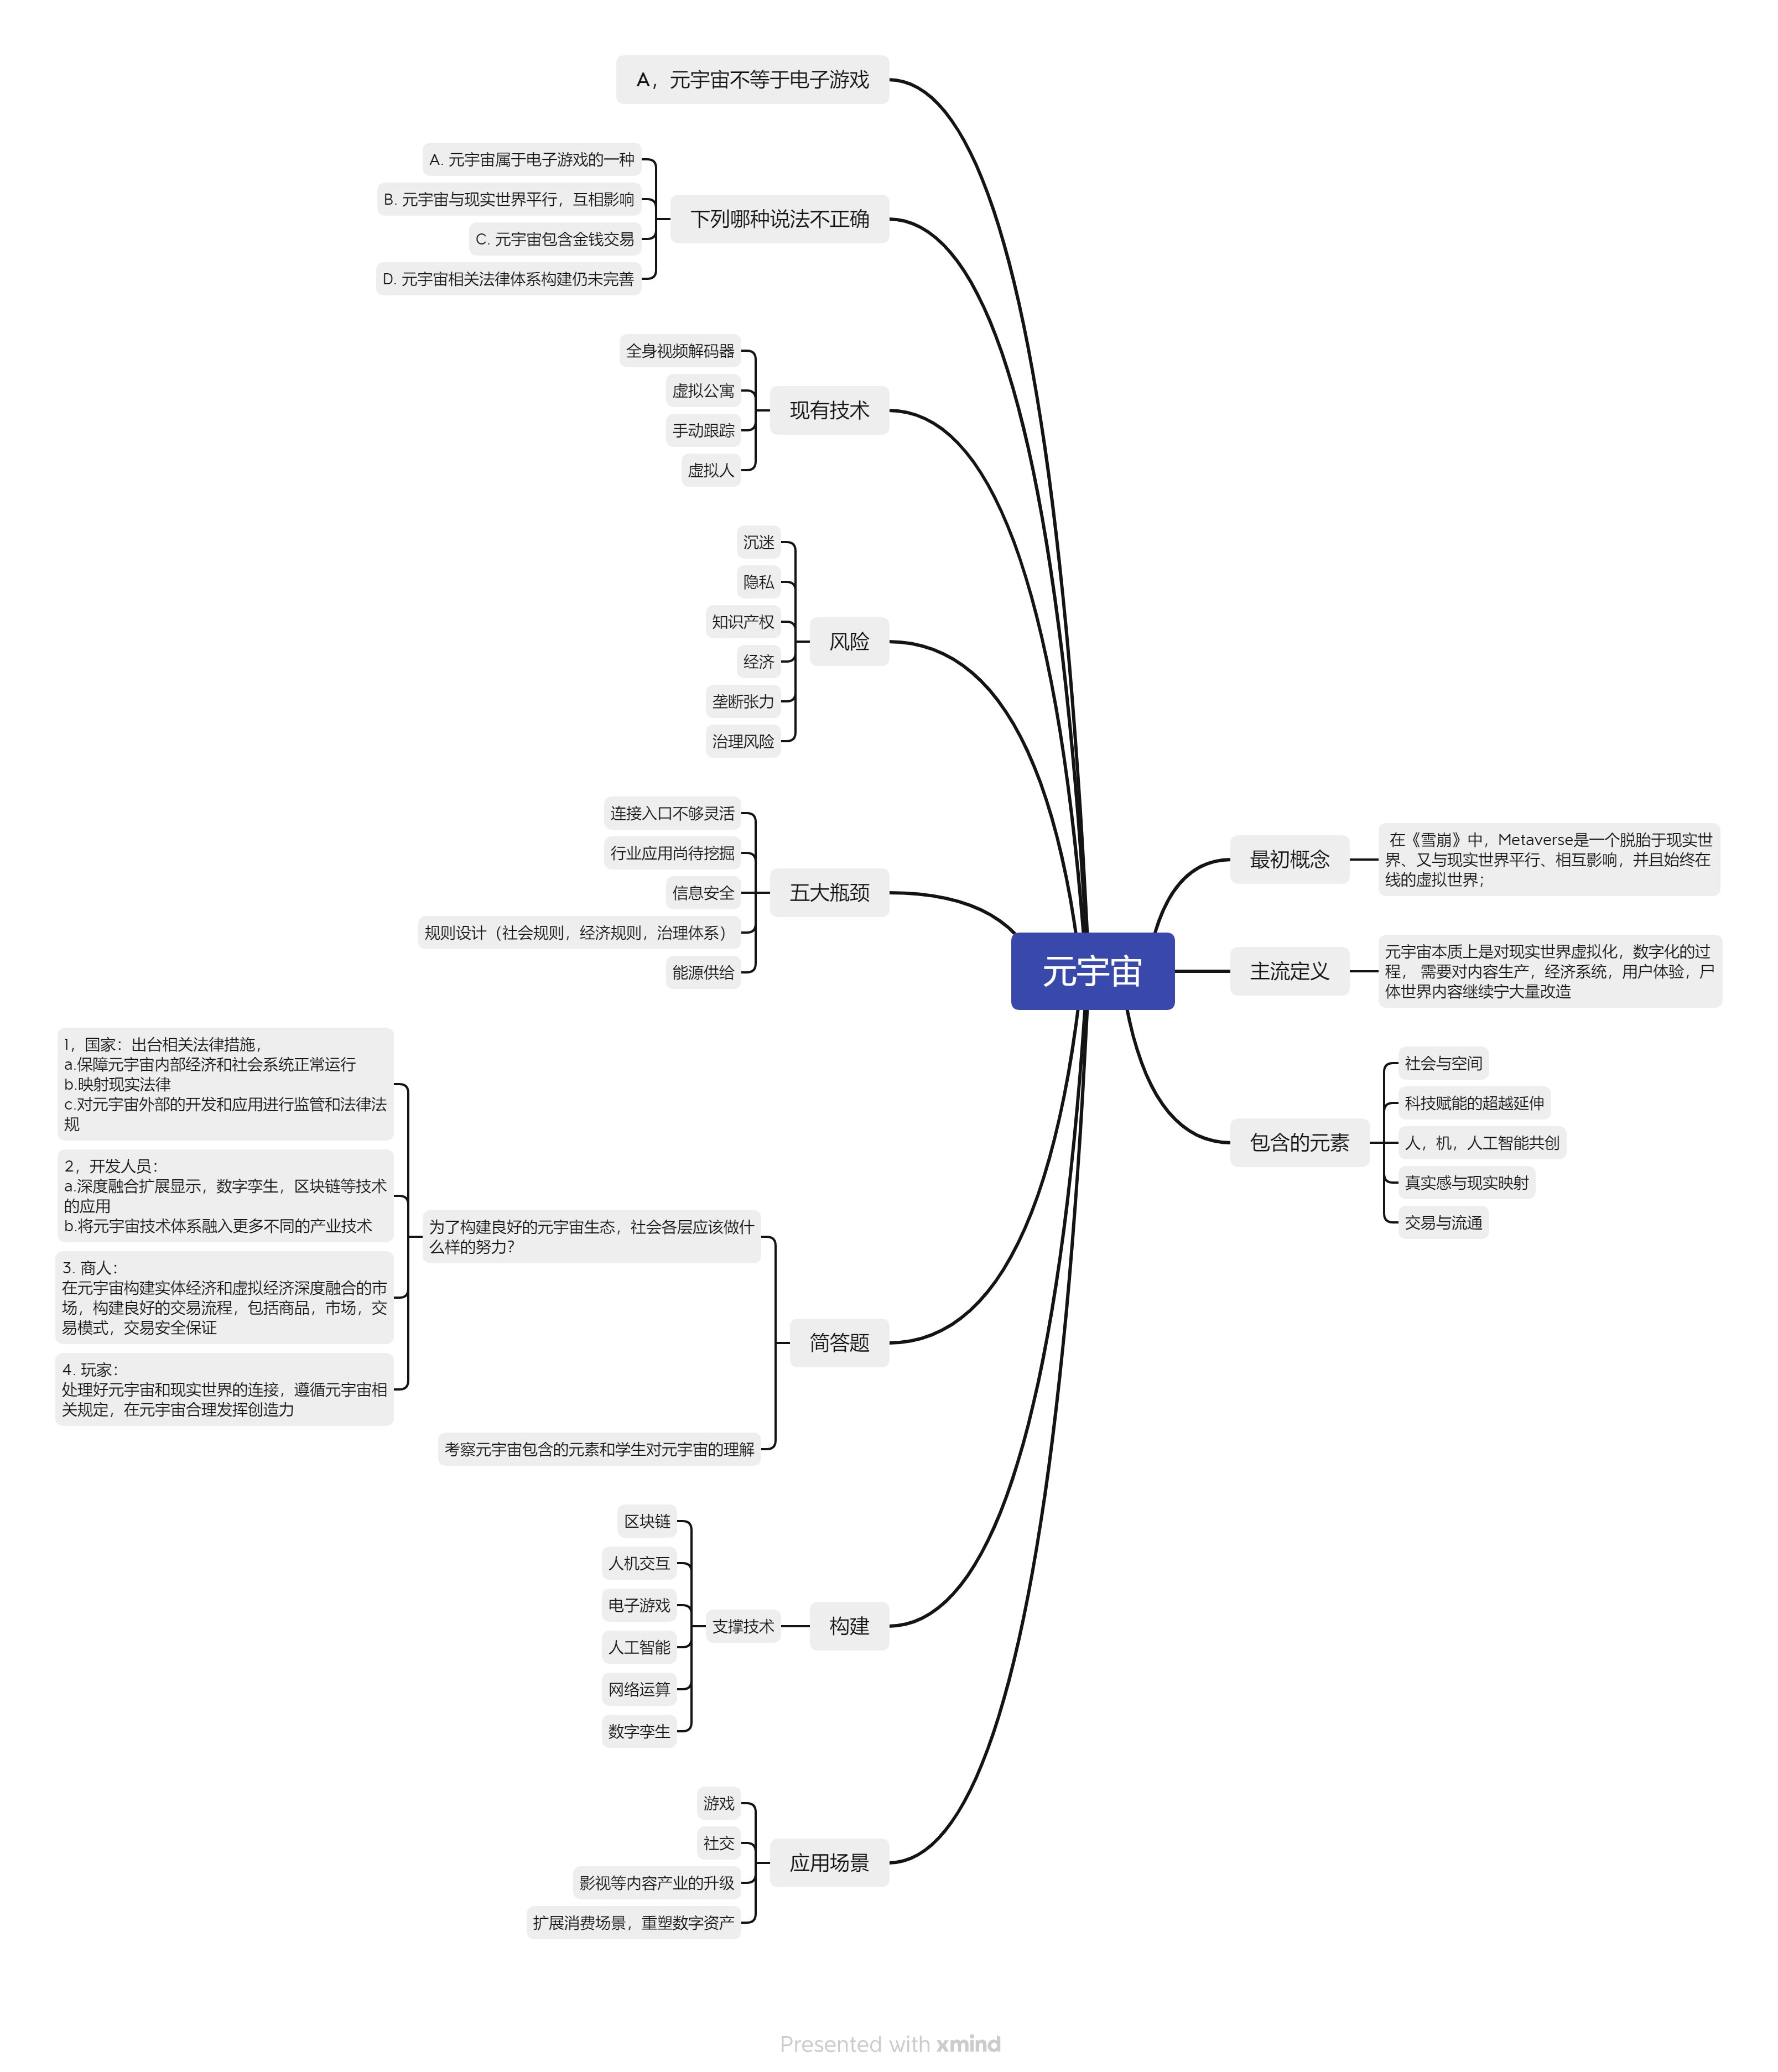 元宇宙
最初概念
在《雪崩》中，Metaverse是一个脱胎于现实世
界、又与现实世界平行、相互影响，并且始终在
线的虚拟世界；
主流定义
元宇宙本质上是对现实世界虚拟化，数字化的过
程， 需要对内容生产，经济系统，用户体验，尸
体世界内容继续宁大量改造
包含的元素
社会与空间
科技赋能的超越延伸
人，机，人工智能共创
真实感与现实映射
交易与流通
A，元宇宙不等于电子游戏
下列哪种说法不正确
A. 元宇宙属于电子游戏的一种
B. 元宇宙与现实世界平行，互相影响
C. 元宇宙包含金钱交易
D. 元宇宙相关法律体系构建仍未完善
现有技术
全身视频解码器
虚拟公寓
手动跟踪
虚拟人
风险
沉迷
隐私
知识产权
经济
垄断张力
治理风险
五大瓶颈
连接入口不够灵活
行业应用尚待挖掘
信息安全
规则设计（社会规则，经济规则，治理体系）
能源供给
简答题
为了构建良好的元宇宙生态，社会各层应该做什
么样的努力？
1，国家：出台相关法律措施，
a.保障元宇宙内部经济和社会系统正常运行
b.映射现实法律
c.对元宇宙外部的开发和应用进行监管和法律法
规
2，开发人员：
a.深度融合扩展显示，数字孪生，区块链等技术
的应用
b.将元宇宙技术体系融入更多不同的产业技术
3. 商人：
在元宇宙构建实体经济和虚拟经济深度融合的市
场，构建良好的交易流程，包括商品，市场，交
易模式，交易安全保证
4. 玩家：
处理好元宇宙和现实世界的连接，遵循元宇宙相
关规定，在元宇宙合理发挥创造力
考察元宇宙包含的元素和学生对元宇宙的理解
构建
支撑技术
区块链
人机交互
电子游戏
人工智能
网络运算
数字孪生
应用场景
游戏
社交
影视等内容产业的升级
扩展消费场景，重塑数字资产
Presented with xmind